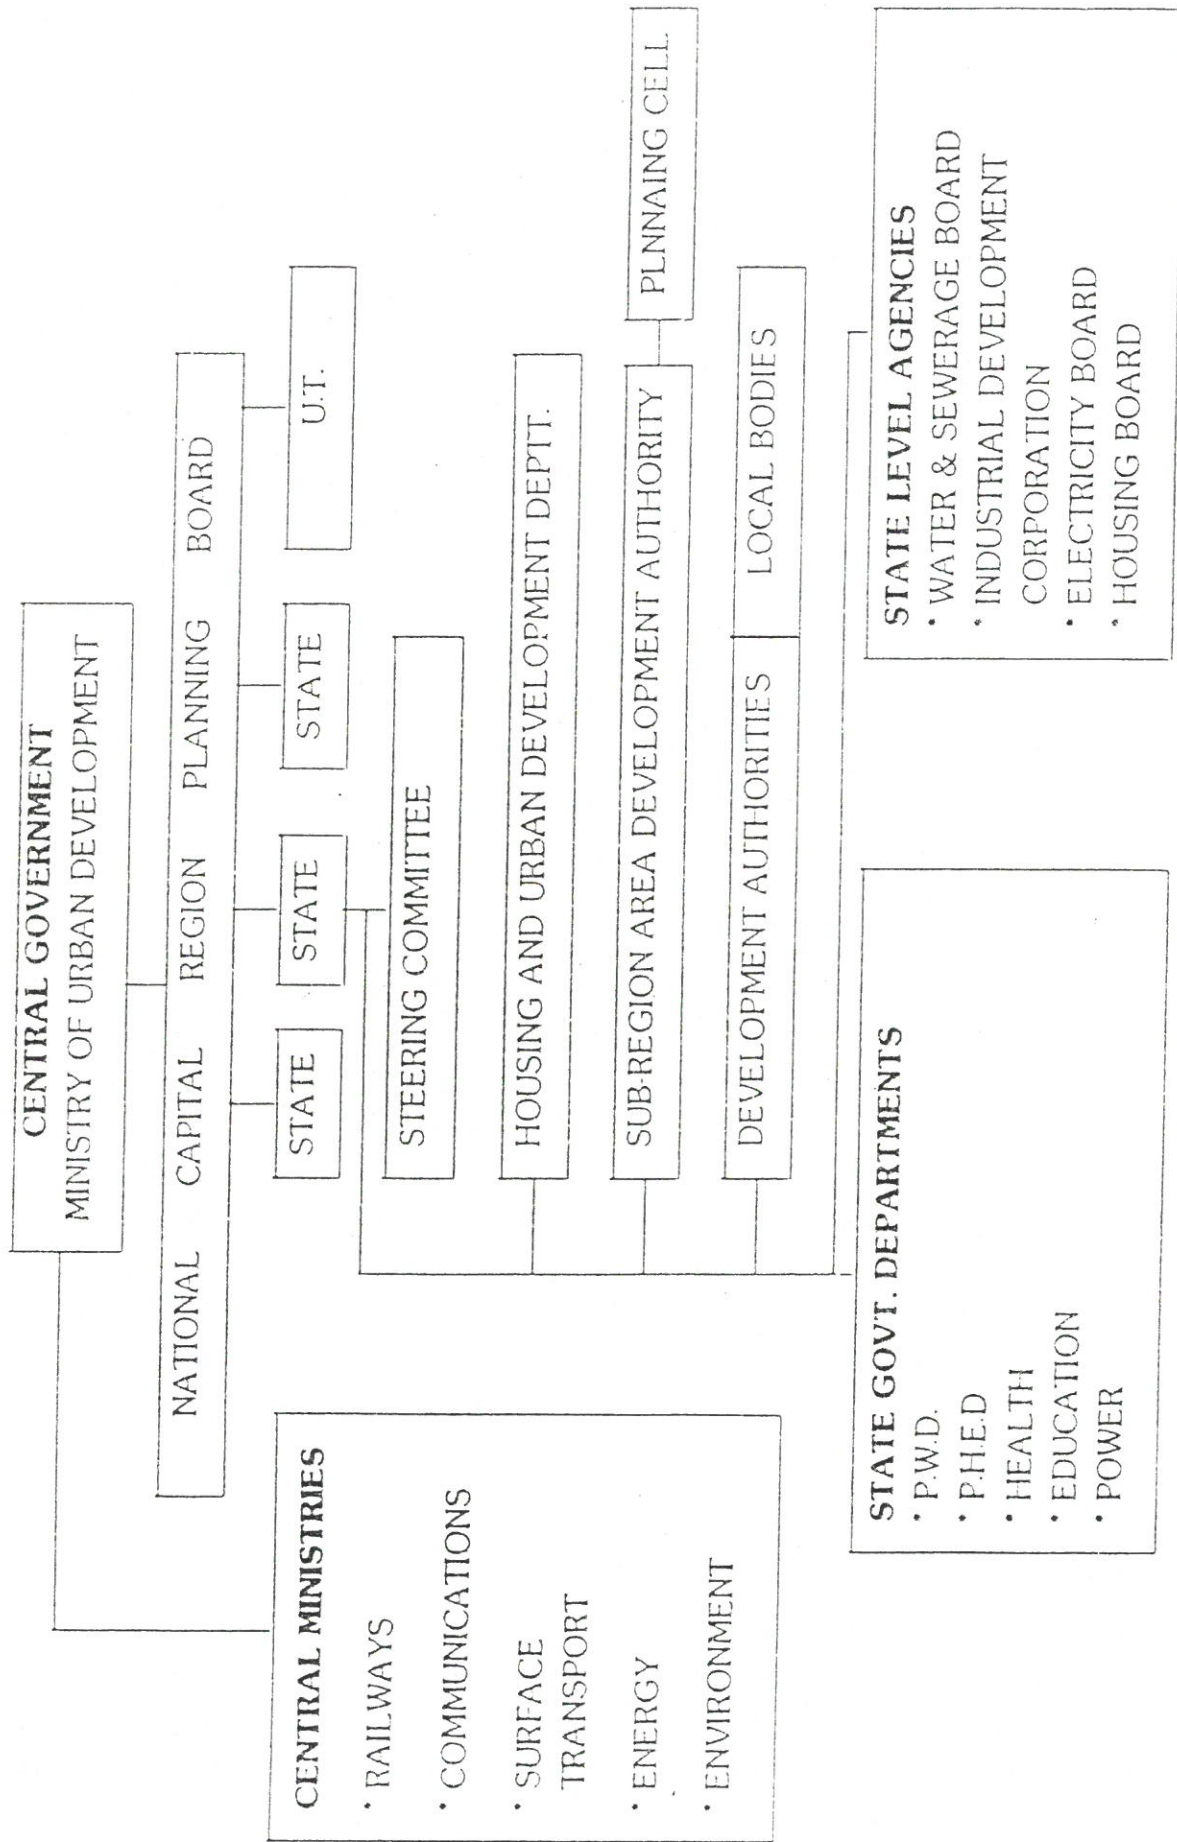 CENTRAL GOVERNMENT
MINISTRY OF URBAN DEVELOPMENT
NATIONAL CAPITAL REGION PLANNING BOARD
STATE
STATE
STATE
U.T.
STEERING COMMITTEE
HOUSING AND URBAN DEVELOPMENT DEPTT.
SUB-REGION AREA DEVELOPMENT AUTHORITY
PLNNAING CELL
DEVELOPMENT AUTHORITIES
LOCAL BODIES
CENTRAL MINISTRIES
• RAILWAYS
• COMMUNICATIONS
• SURFACE
TRANSPORT
• ENERGY
• ENVIRONMENT
STATE GOVT. DEPARTMENTS
• P.W.D.
• P.H.E.D
• HEALTH
• EDUCATION
• POWER
STATE LEVEL AGENCIES
• WATER & SEWERAGE BOARD
• INDUSTRIAL DEVELOPMENT
CORPORATION
• ELECTRICITY BOARD
• HOUSING BOARD